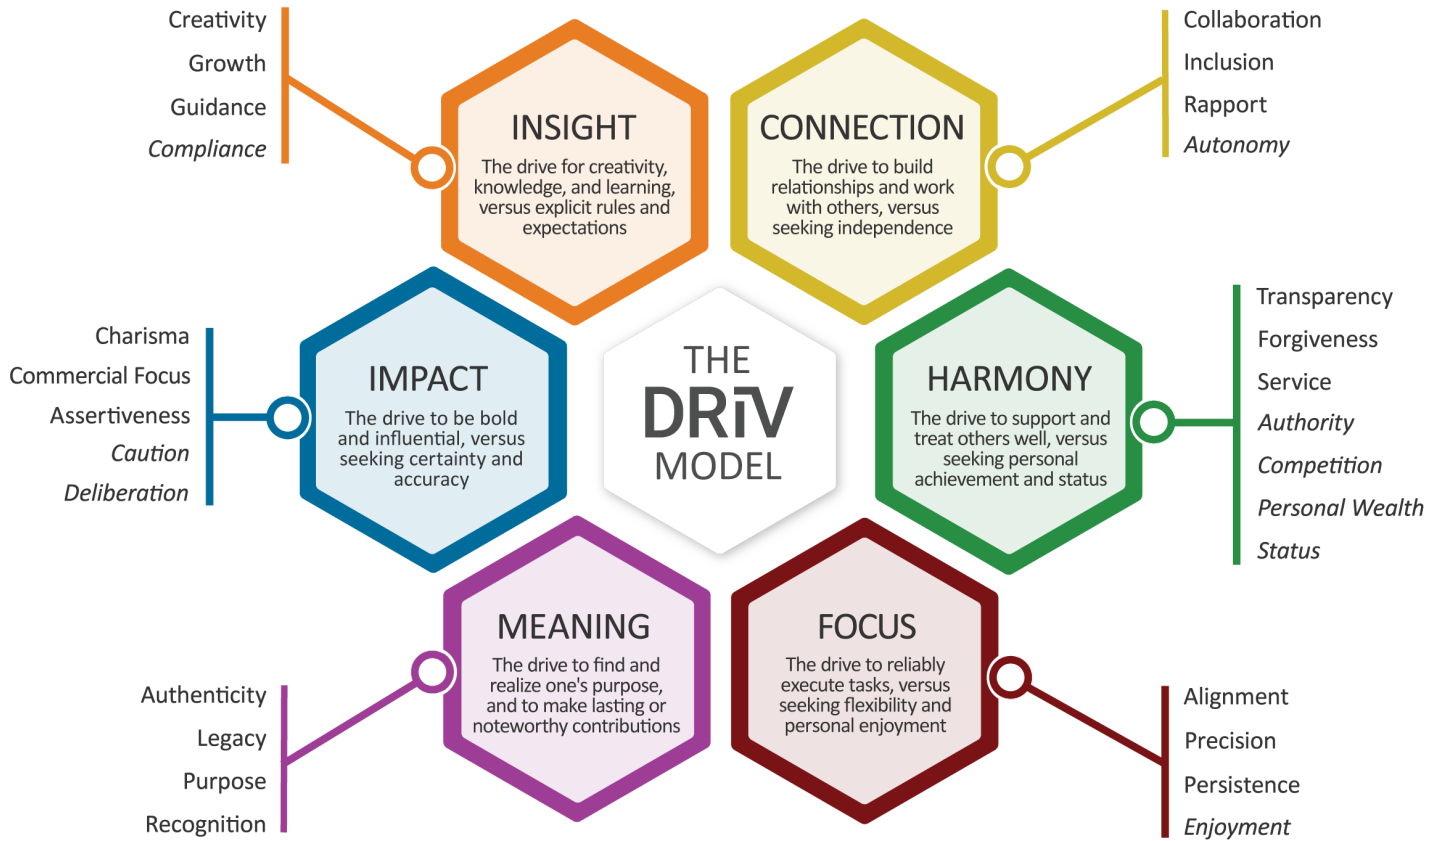 Creativity
Growth
Guidance
Compliance
INSIGHT
The drive for creativity,
knowledge, and learning,
versus explicit rules and
expectations
CONNECTION
The drive to build
relationships and work
with others, versus
seeking independence
Collaboration
Inclusion
Rapport
Autonomy
Charisma
Commercial Focus
Assertiveness
Caution
Deliberation
IMPACT
The drive to be bold
and influential, versus
seeking certainty and
accuracy
THE
DRiV
MODEL
HARMONY
The drive to support and
treat others well, versus
seeking personal
achievement and status
Transparency
Forgiveness
Service
Authority
Competition
Personal Wealth
Status
Authenticity
Legacy
Purpose
Recognition
MEANING
The drive to find and
realize one's purpose,
and to make lasting or
noteworthy contributions
FOCUS
The drive to reliably
execute tasks, versus
seeking flexibility and
personal enjoyment
Alignment
Precision
Persistence
Enjoyment